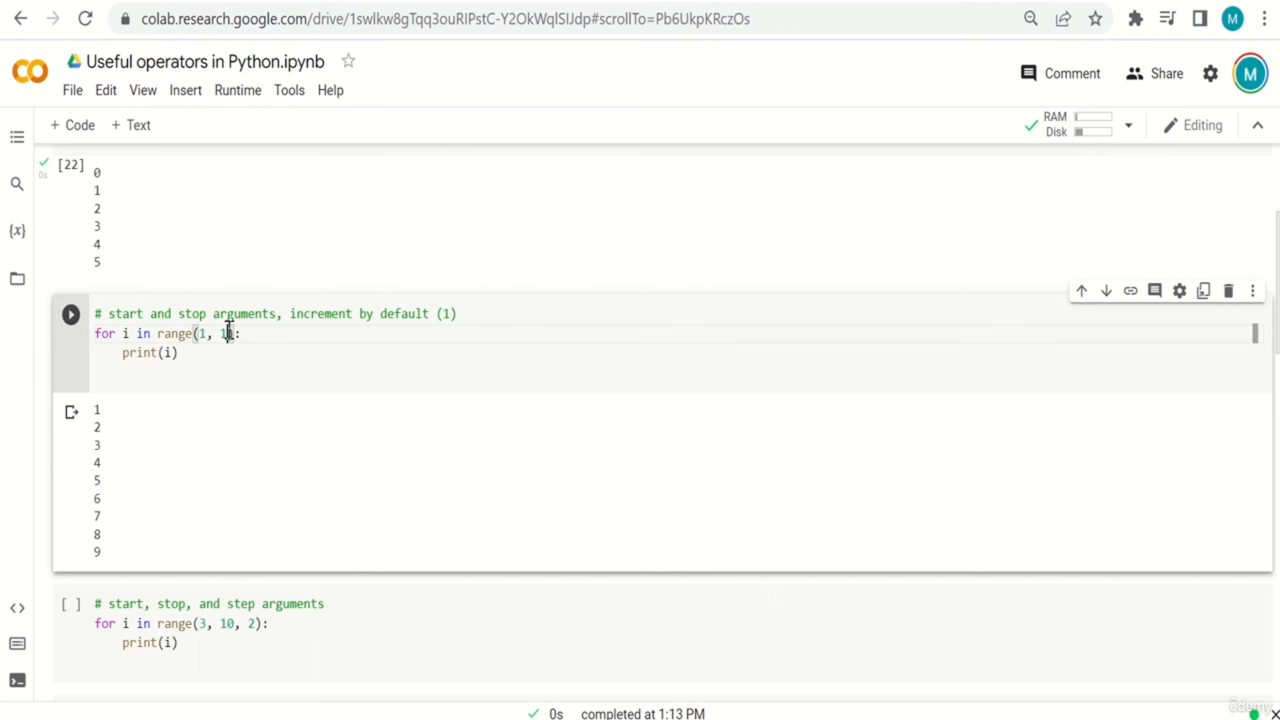 colab.research.google.com/drive/1swlkw8gTqq3ouRIPstC-Y2OkWqlSIJdp#scrollTo=Pb6UkpKRczOs
M
Useful operators in Python.ipynb
Comment
Share
M
File Edit View Insert Runtime Tools Help
+ Code + Text
RAM
Disk
Editing
[22]
0s
0
1
2
3
4
5
# start and stop arguments, increment by default (1)
for i in range(1, 1):
print(i)
1
2
3
4
5
6
7
8
9
[ ]
# start, stop, and step arguments
for i in range(3, 10, 2):
print(i)
{x}
0s completed at 1:13 PM
ûdemy